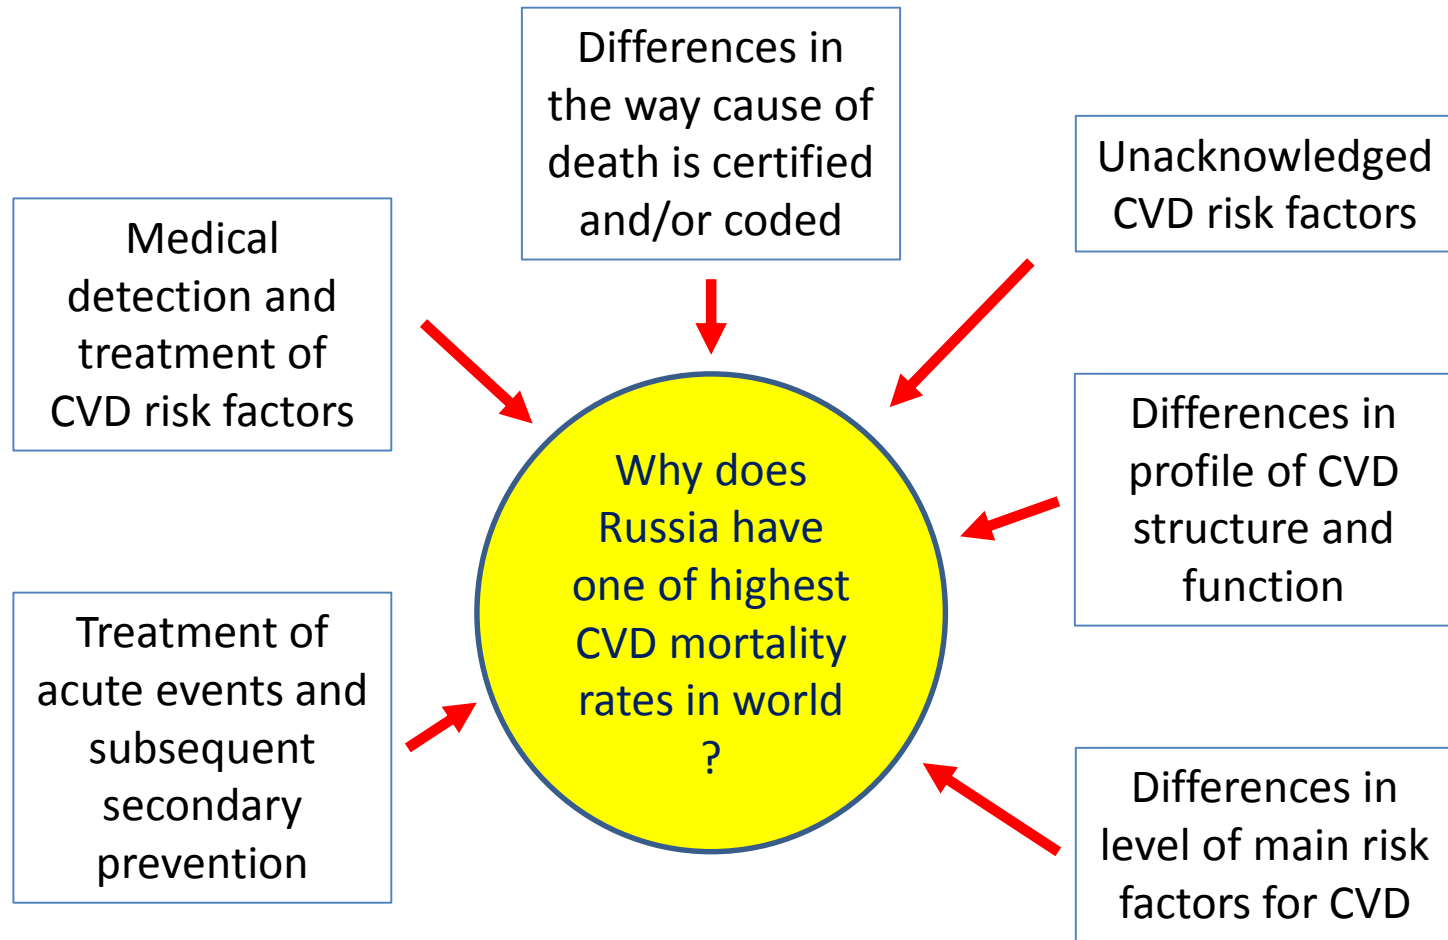 Differences in
the way cause of
death is certified
and/or coded
Unacknowledged
CVD risk factors
Medical
detection and
treatment of
CVD risk factors
Differences in
profile of CVD
structure and
function
Why does
Russia have
one of highest
CVD mortality
rates in world
?
Treatment of
acute events and
subsequent
secondary
prevention
Differences in
level of main risk
factors for CVD